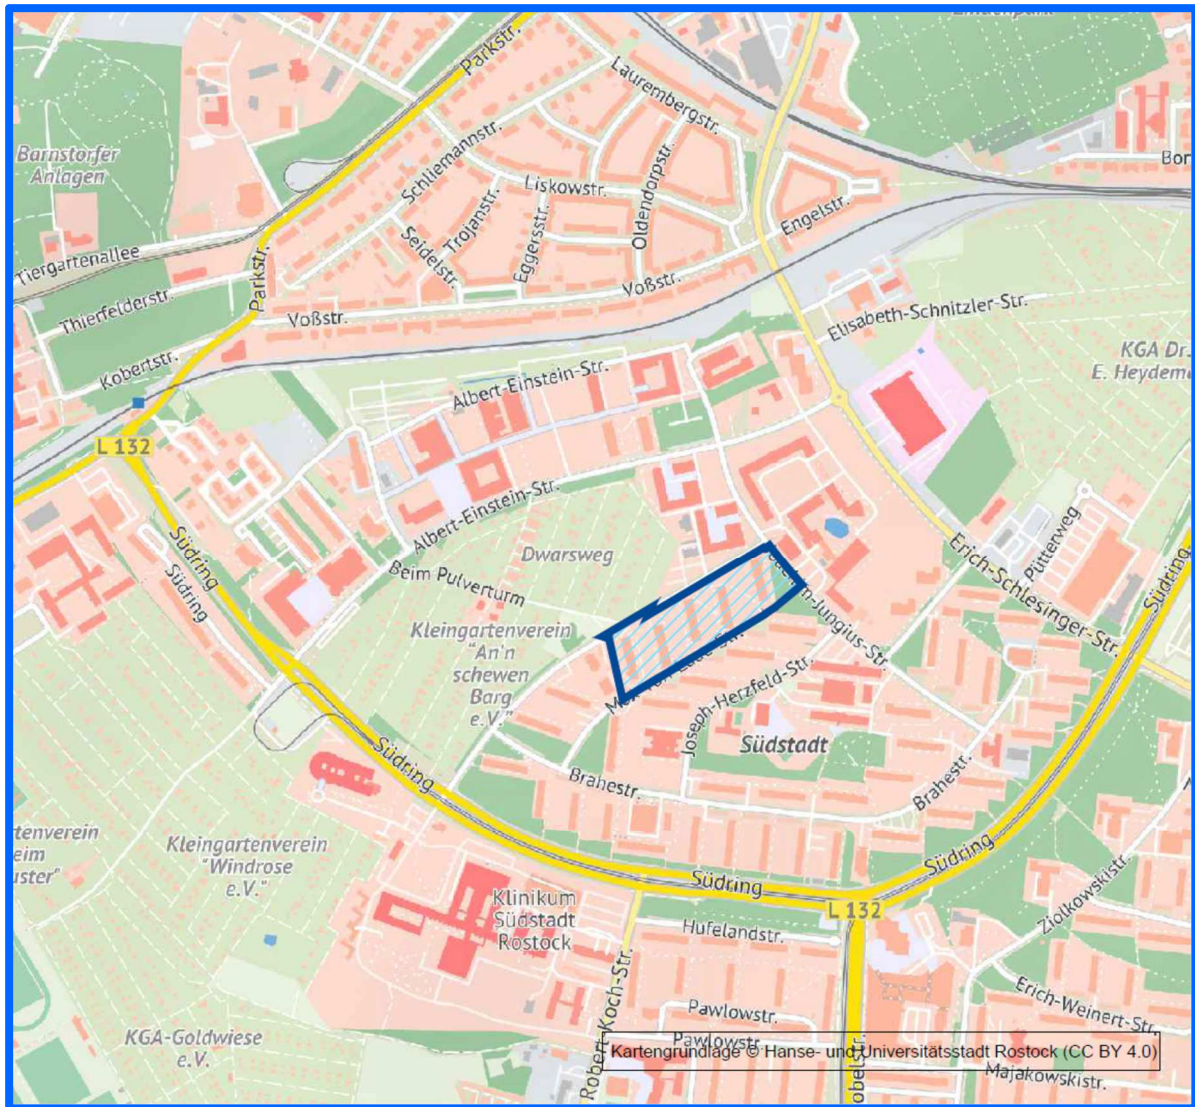 Parkstr.
Laurembergstr.
Schliemannstr.
Barnstorfer
Anlagen
Liskowstr.
Oldendorpstr.
Trojanstr.
Eggersstr.
Seidelstr.
Engelstr.
Tiergartenallee
Parkstr.
Thierfelderstr.
Voßstr.
Voßstr.
Elisabeth-Schnitzler-Str.
Kobertstr.
KGA Dr.
Albert-Einstein-Str.
L 132
Albert-Einstein-Str.
Südring
Südring
Dwarsweg
Beim Pulverturm
Pütterweg
Erich-Schlesinger-Str.
Südring
Kleingartenverein
"An'n
schewen
Barg
e.V."
m-Jungius-Str.
Joseph-Herzfeld-Str.
Südstadt
Südring
Brahestr.
Brahestr.
Kleingartenverein
"Windrose
e.V."
Südring
Südring
L 132
Klinikum
Südstadt
Rostock
Hufelandstr.
Ziolkowskistr.
Robert-Koch-Str.
Erich-Weinert-Str.
Pawlowstr.
Pawlowstr.
KGA-Goldwiese
e.V.
Kartengrundlage © Hanse- und Universitätsstadt Rostock (CC BY 4.0)
Majakowskistr.